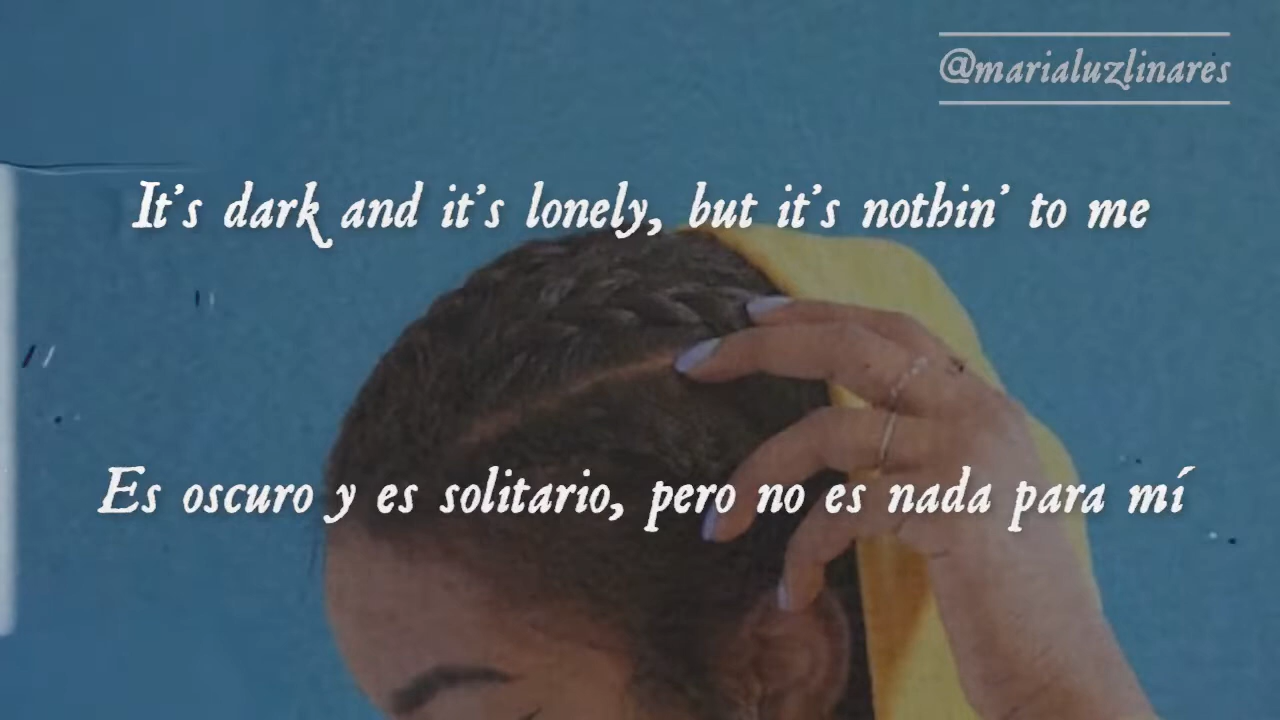 @marialuzlinares
It's dark and it's lonely, but it's nothin' to me
Es oscuro y es solitario, pero no es nada para mí